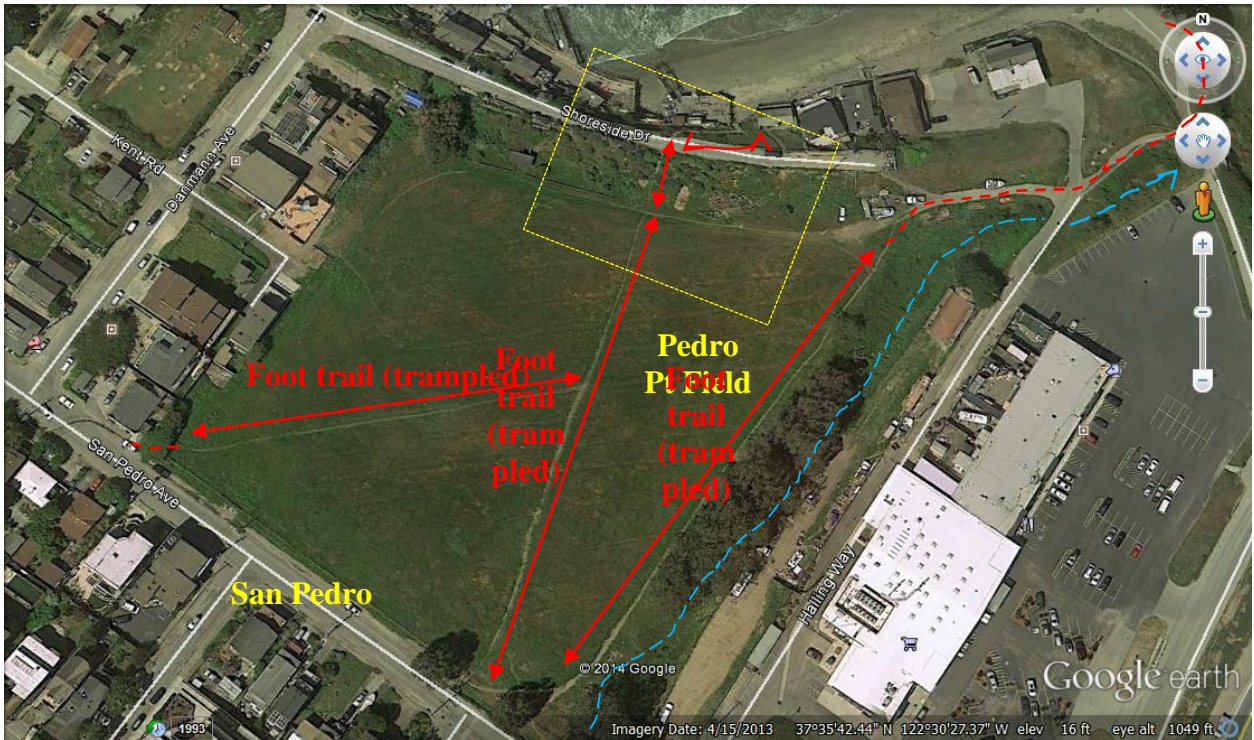 N
Kent Rd
Danmann Ave
Shoreside Dr
Pedro
Pt Field
Foot trail (trampled)
Foot
trail
(tram
pled)
Foot
trail
(tram
pled)
San Pedro Ave
San Pedro
Halling Way
© 2014 Google
Google earth
1993
Imagery Date: 4/15/2013 37°35'42.44" N 122°30'27.37" W elev 16 ft eye alt 1049 ft